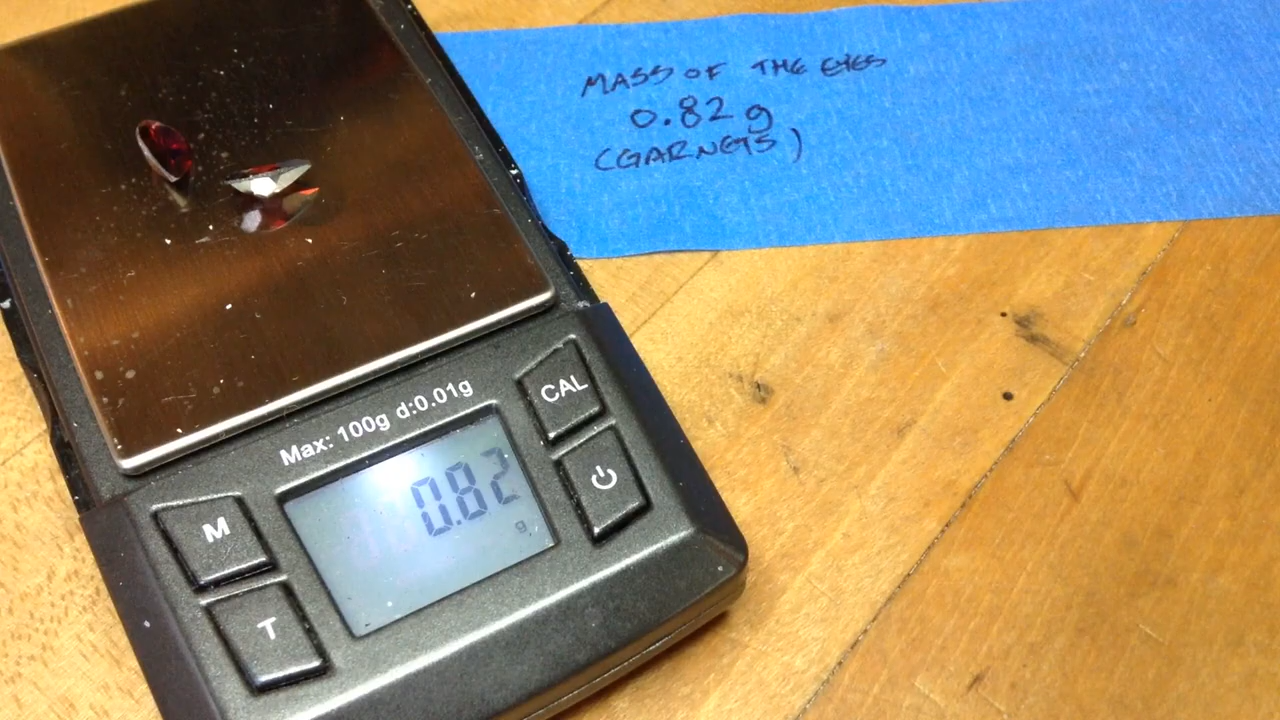 MASS OF THE EYES
0.82 g
(GARNETS)
Max: 100g d:0.01g
CAL
0.82
g
M
T